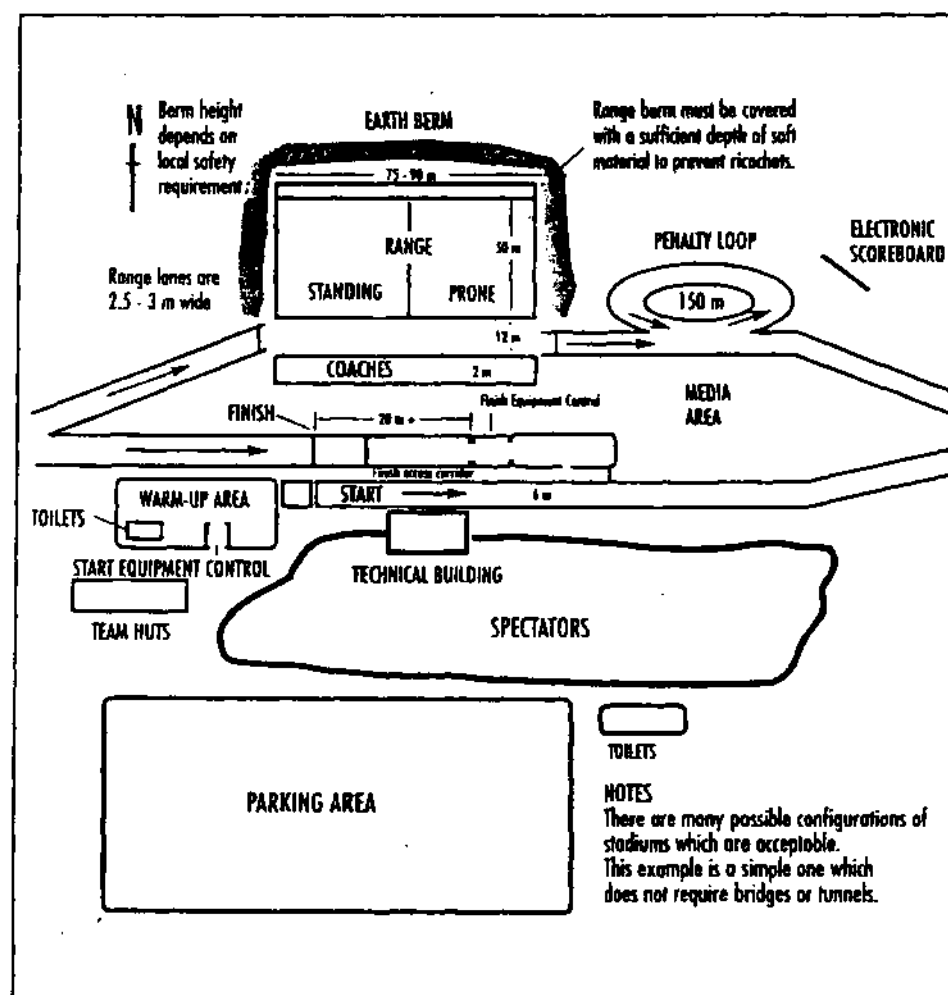 N
Berm height
depends on
local safety
requirement
EARTH BERM
Range berm must be covered
with a sufficient depth of soft
material to prevent ricochets.
75 - 90 m
RANGE
50 m
STANDING
PRONE
Range lanes are
2.5 - 3 m wide
PENALTY LOOP
150 m
ELECTRONIC
SCOREBOARD
12 m
COACHES
2 m
MEDIA
AREA
FINISH
20 m +
Finish Equipment Control
Finish access corridor
START
6 m
WARM-UP AREA
TOILETS
START EQUIPMENT CONTROL
TEAM HUTS
TECHNICAL BUILDING
SPECTATORS
PARKING AREA
TOILETS
NOTES
There are many possible configurations of
stadiums which are acceptable.
This example is a simple one which
does not require bridges or tunnels.